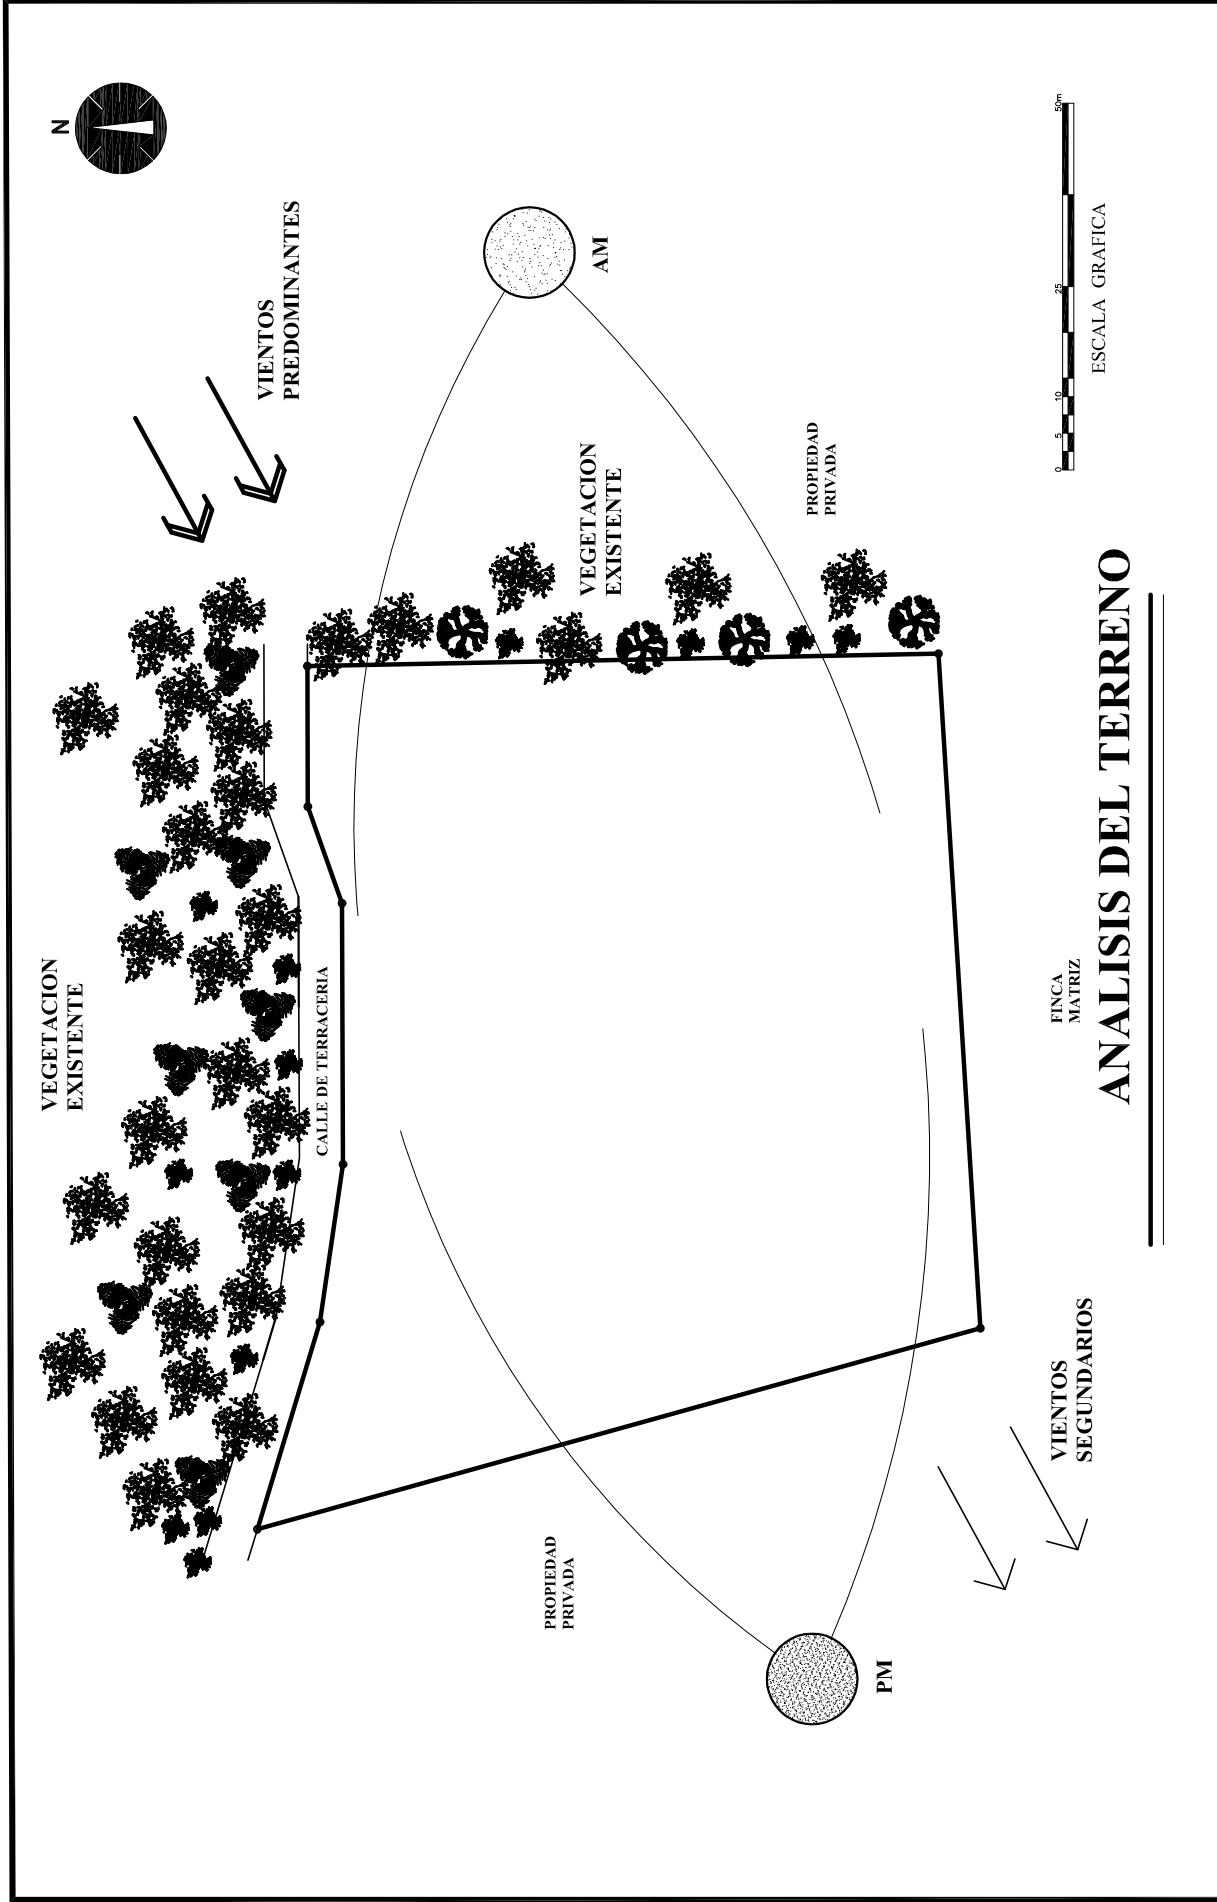 N
VEGETACION
EXISTENTE
CALLE DE TERRACERIA
VIENTOS
PREDOMINANTES
PROPIEDAD
PRIVADA
VEGETACION
EXISTENTE
AM
PM
PROPIEDAD
PRIVADA
VIENTOS
SEGUNDARIOS
FINCA
MATRIZ
ANALISIS DEL TERRENO
0 5 10 25 50m
ESCALA GRAFICA